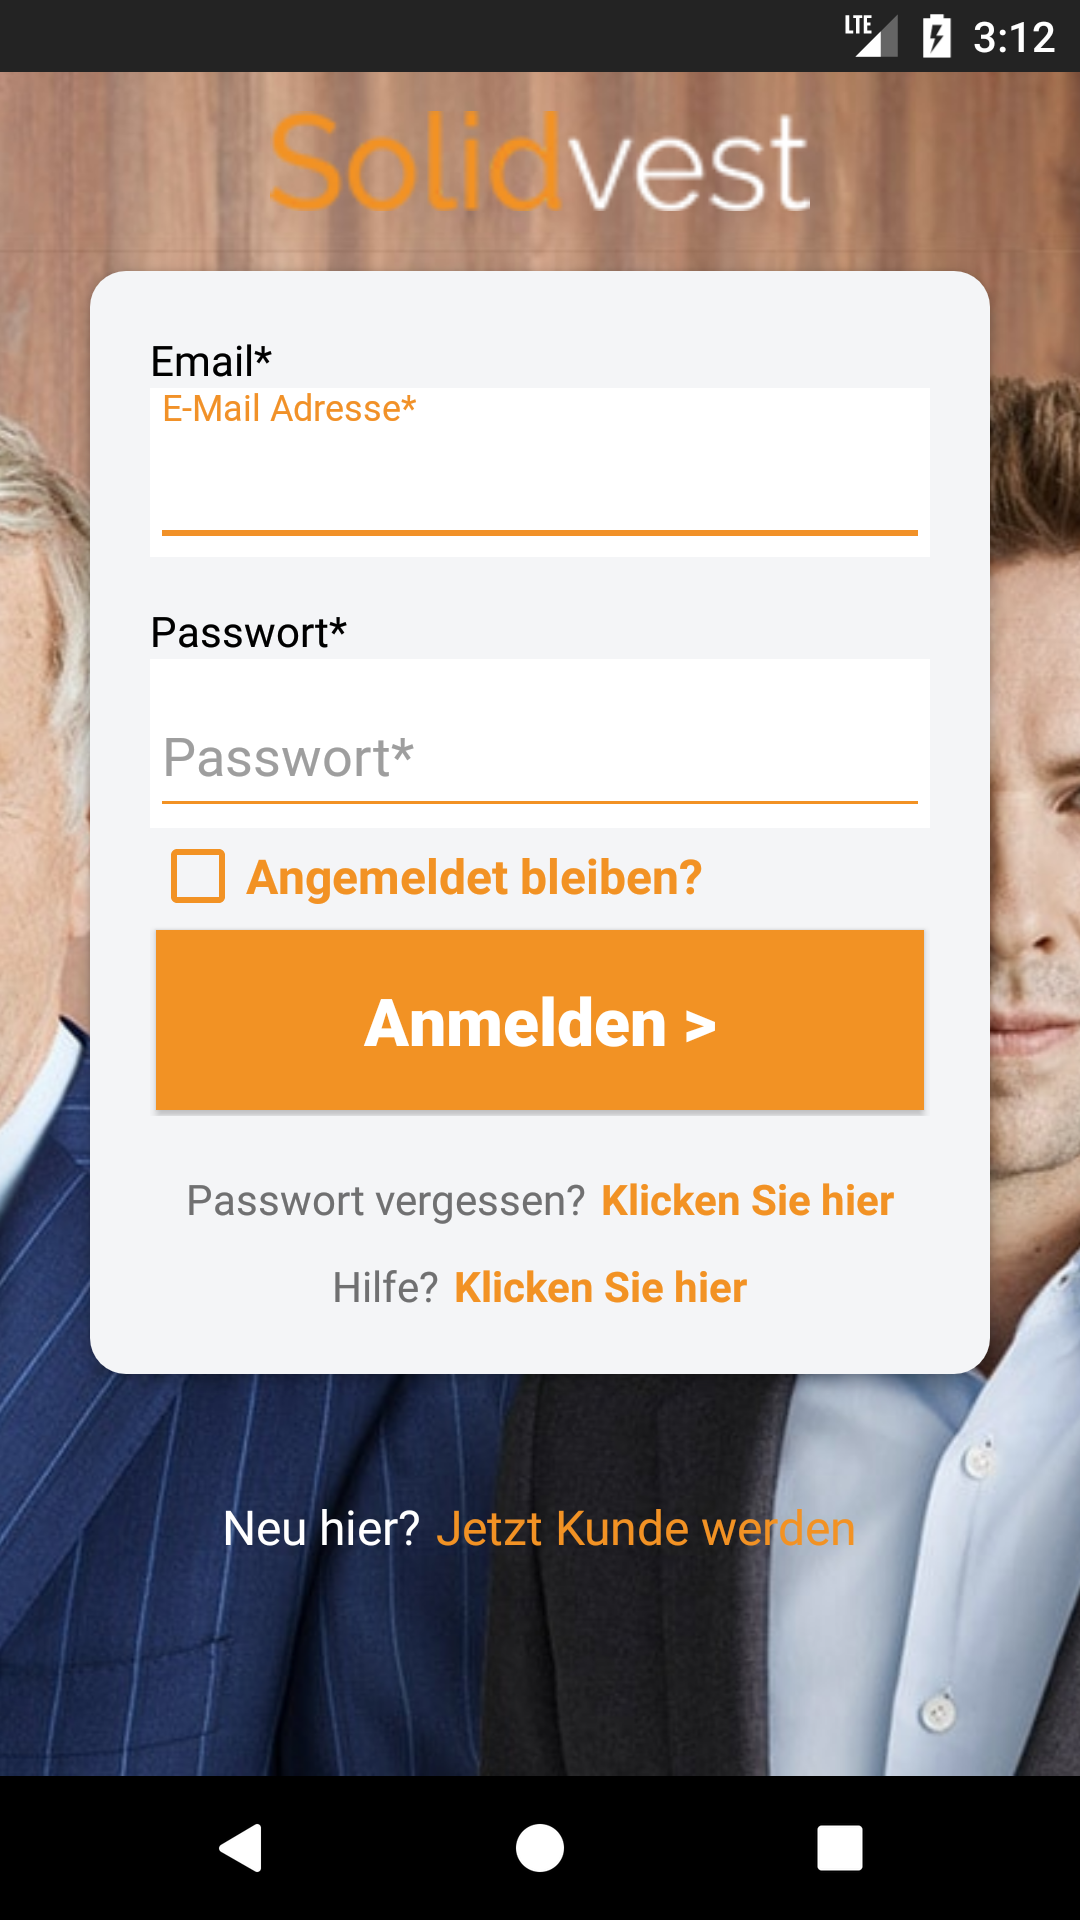 LTE 3:12
Solidvest
Email*
E-Mail Adresse*
Passwort*
Passwort*
Angemeldet bleiben?
Anmelden >
Passwort vergessen? Klicken Sie hier
Hilfe? Klicken Sie hier
Neu hier? Jetzt Kunde werden